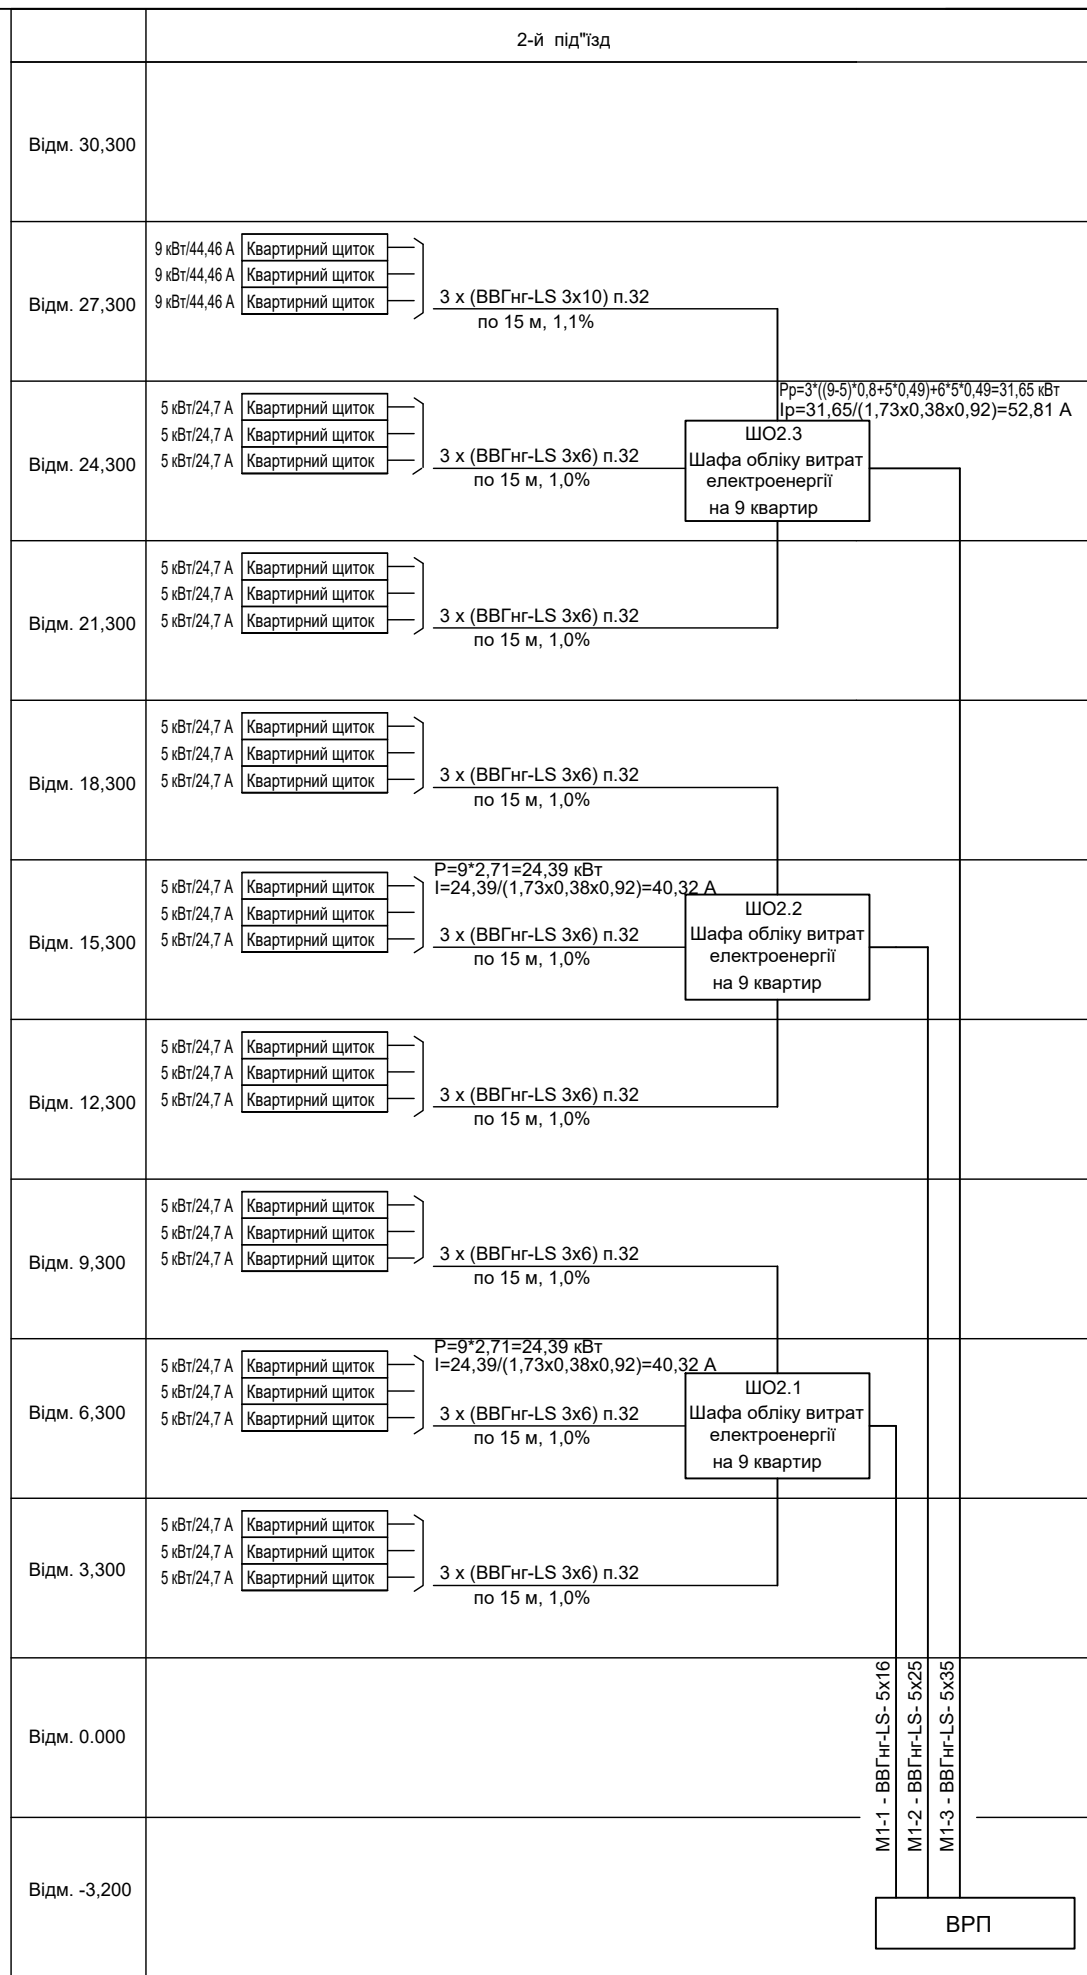 2-й під"їзд
Відм. 30,300
Відм. 27,300
9 кВт/44,46 А Квартирний щиток
9 кВт/44,46 А Квартирний щиток
9 кВт/44,46 А Квартирний щиток
3 х (ВВГнг-LS 3х10) п.32
по 15 м, 1,1%
Відм. 24,300
5 кВт/24,7 А Квартирний щиток
5 кВт/24,7 А Квартирний щиток
5 кВт/24,7 А Квартирний щиток
3 х (ВВГнг-LS 3х6) п.32
по 15 м, 1,0%
Рр=3*((9-5)*0,8+5*0,49)+6*5*0,49=31,65 кВт
Ір=31,65/(1,73х0,38х0,92)=52,81 А
ШО2.3
Шафа обліку витрат
електроенергії
на 9 квартир
Відм. 21,300
5 кВт/24,7 А Квартирний щиток
5 кВт/24,7 А Квартирний щиток
5 кВт/24,7 А Квартирний щиток
3 х (ВВГнг-LS 3х6) п.32
по 15 м, 1,0%
Відм. 18,300
5 кВт/24,7 А Квартирний щиток
5 кВт/24,7 А Квартирний щиток
5 кВт/24,7 А Квартирний щиток
3 х (ВВГнг-LS 3х6) п.32
по 15 м, 1,0%
Відм. 15,300
5 кВт/24,7 А Квартирний щиток
5 кВт/24,7 А Квартирний щиток
5 кВт/24,7 А Квартирний щиток
Р=9*2,71=24,39 кВт
І=24,39/(1,73х0,38х0,92)=40,32 А
3 х (ВВГнг-LS 3х6) п.32
по 15 м, 1,0%
ШО2.2
Шафа обліку витрат
електроенергії
на 9 квартир
Відм. 12,300
5 кВт/24,7 А Квартирний щиток
5 кВт/24,7 А Квартирний щиток
5 кВт/24,7 А Квартирний щиток
3 х (ВВГнг-LS 3х6) п.32
по 15 м, 1,0%
Відм. 9,300
5 кВт/24,7 А Квартирний щиток
5 кВт/24,7 А Квартирний щиток
5 кВт/24,7 А Квартирний щиток
3 х (ВВГнг-LS 3х6) п.32
по 15 м, 1,0%
Відм. 6,300
5 кВт/24,7 А Квартирний щиток
5 кВт/24,7 А Квартирний щиток
5 кВт/24,7 А Квартирний щиток
Р=9*2,71=24,39 кВт
І=24,39/(1,73х0,38х0,92)=40,32 А
3 х (ВВГнг-LS 3х6) п.32
по 15 м, 1,0%
ШО2.1
Шафа обліку витрат
електроенергії
на 9 квартир
Відм. 3,300
5 кВт/24,7 А Квартирний щиток
5 кВт/24,7 А Квартирний щиток
5 кВт/24,7 А Квартирний щиток
3 х (ВВГнг-LS 3х6) п.32
по 15 м, 1,0%
Відм. 0.000
М1-1 - ВВГнг-LS- 5х16
М1-2 - ВВГнг-LS- 5х25
М1-3 - ВВГнг-LS- 5х35
Відм. -3,200
ВРП